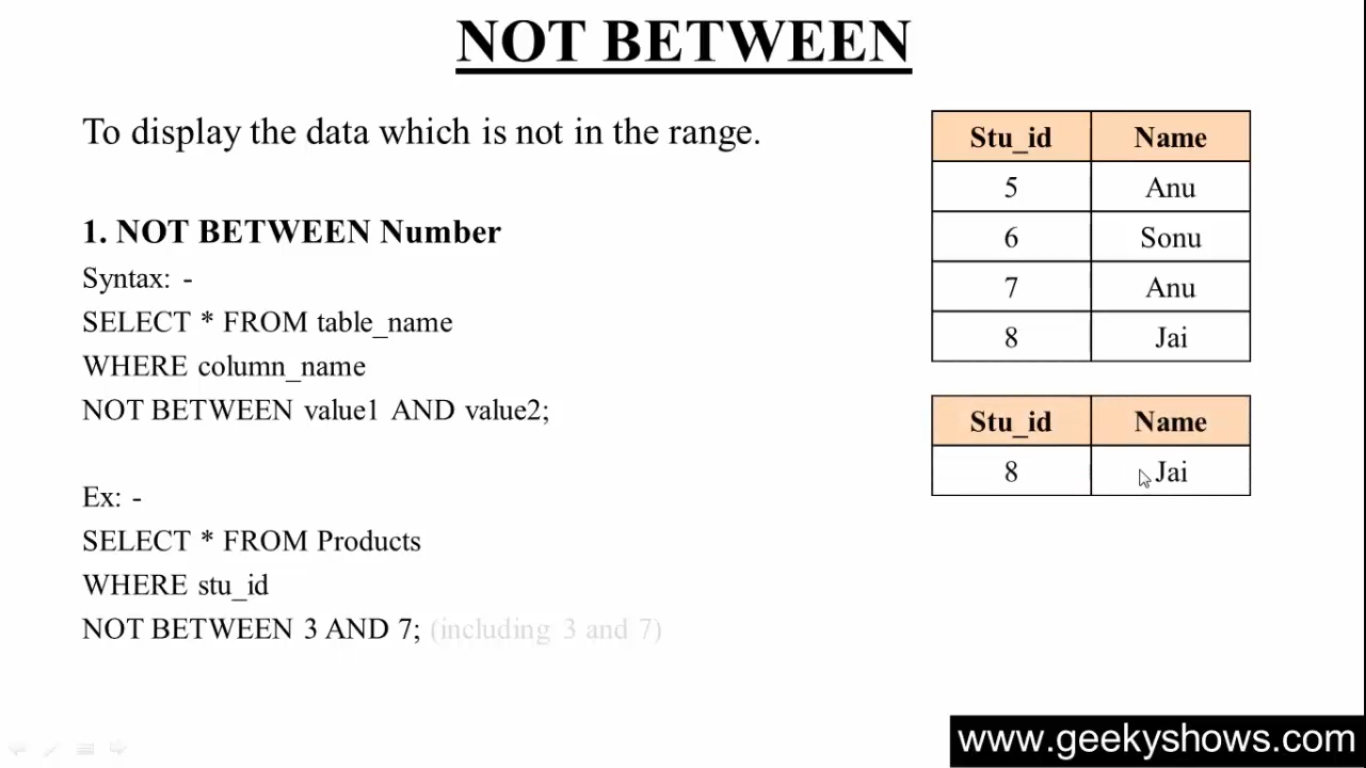 NOT BETWEEN
To display the data which is not in the range.
1. NOT BETWEEN Number
Syntax: -
SELECT * FROM table_name
WHERE column_name
NOT BETWEEN value1 AND value2;
Ex: -
SELECT * FROM Products
WHERE stu_id
NOT BETWEEN 3 AND 7; (including 3 and 7)
Stu_id Name
5 Anu
6 Sonu
7 Anu
8 Jai
Stu_id Name
8 Jai
www.geekyshows.com